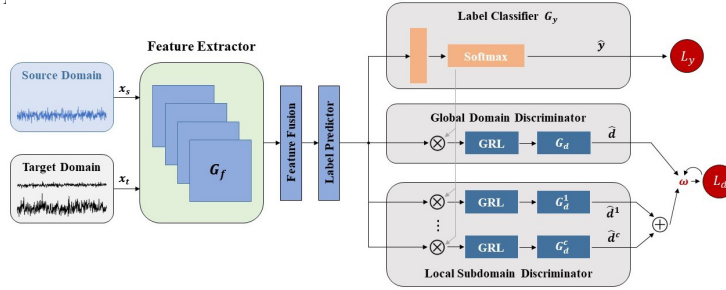 Feature Extractor
Source Domain
x_s
Target Domain
x_t
G_f
Feature Fusion
Label Predictor
Label Classifier G_y
Softmax
ŷ
L_y
Global Domain Discriminator
⊗
GRL
G_d
d̂
ω
L_d
⊗
GRL
G_d^1
d̂^1
⋮
⊕
⊗
GRL
G_d^c
d̂^c
Local Subdomain Discriminator